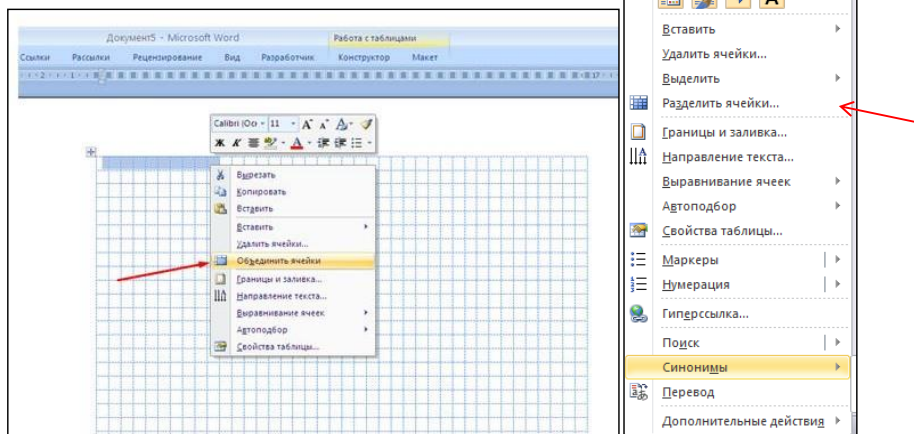 Документ5 - Microsoft Word
Работа с таблицами
Ссылки Рассылки Рецензирование Вид Разработчик Конструктор Макет
Calibri (Oo 11
Ж К
Вырезать
Копировать
Вставить
Вставить
Удалить ячейки...
Объединить ячейки
Границы и заливка...
Направление текста...
Выравнивание ячеек
Автоподбор
Свойства таблицы...
Вставить
Удалить ячейки...
Выделить
Разделить ячейки...
Границы и заливка...
Направление текста...
Выравнивание ячеек
Автоподбор
Свойства таблицы...
Маркеры
Нумерация
Гиперссылка...
Поиск
Синонимы
Перевод
Дополнительные действия